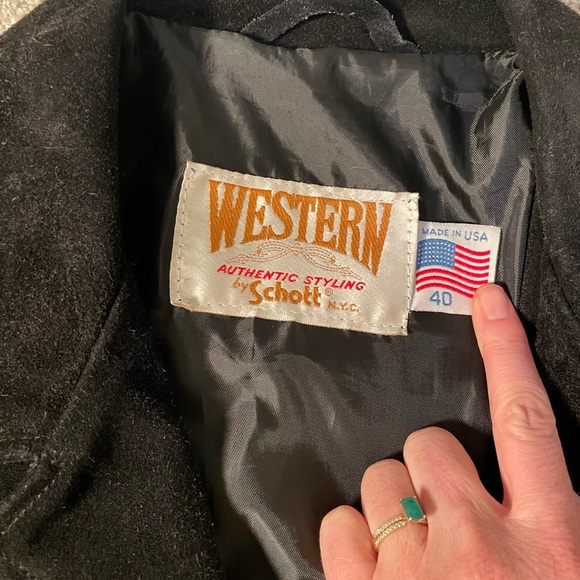 WESTERN
AUTHENTIC STYLING
by Schott® N.Y.C.
MADE IN USA
40